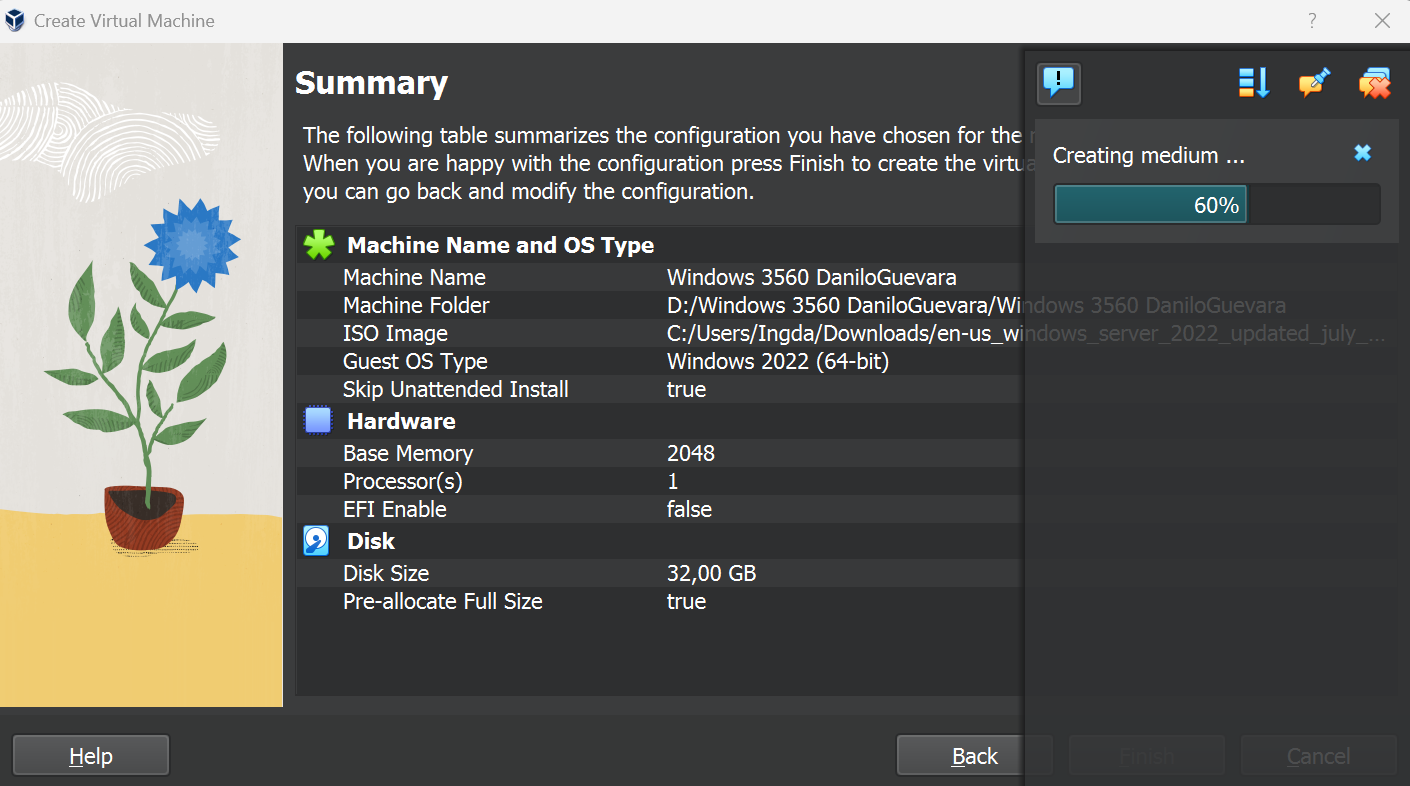 Create Virtual Machine
Summary
The following table summarizes the configuration you have chosen for the
When you are happy with the configuration press Finish to create the virtua
you can go back and modify the configuration.
Machine Name and OS Type
Machine Name Windows 3560 DaniloGuevara
Machine Folder D:/Windows 3560 DaniloGuevara/Windows 3560 DaniloGuevara
ISO Image C:/Users/Ingda/Downloads/en-us_windows_server_2022_updated_july_...
Guest OS Type Windows 2022 (64-bit)
Skip Unattended Install true
Hardware
Base Memory 2048
Processor(s) 1
EFI Enable false
Disk
Disk Size 32,00 GB
Pre-allocate Full Size true
Creating medium ...
60%
Help
Back
Finish
Cancel